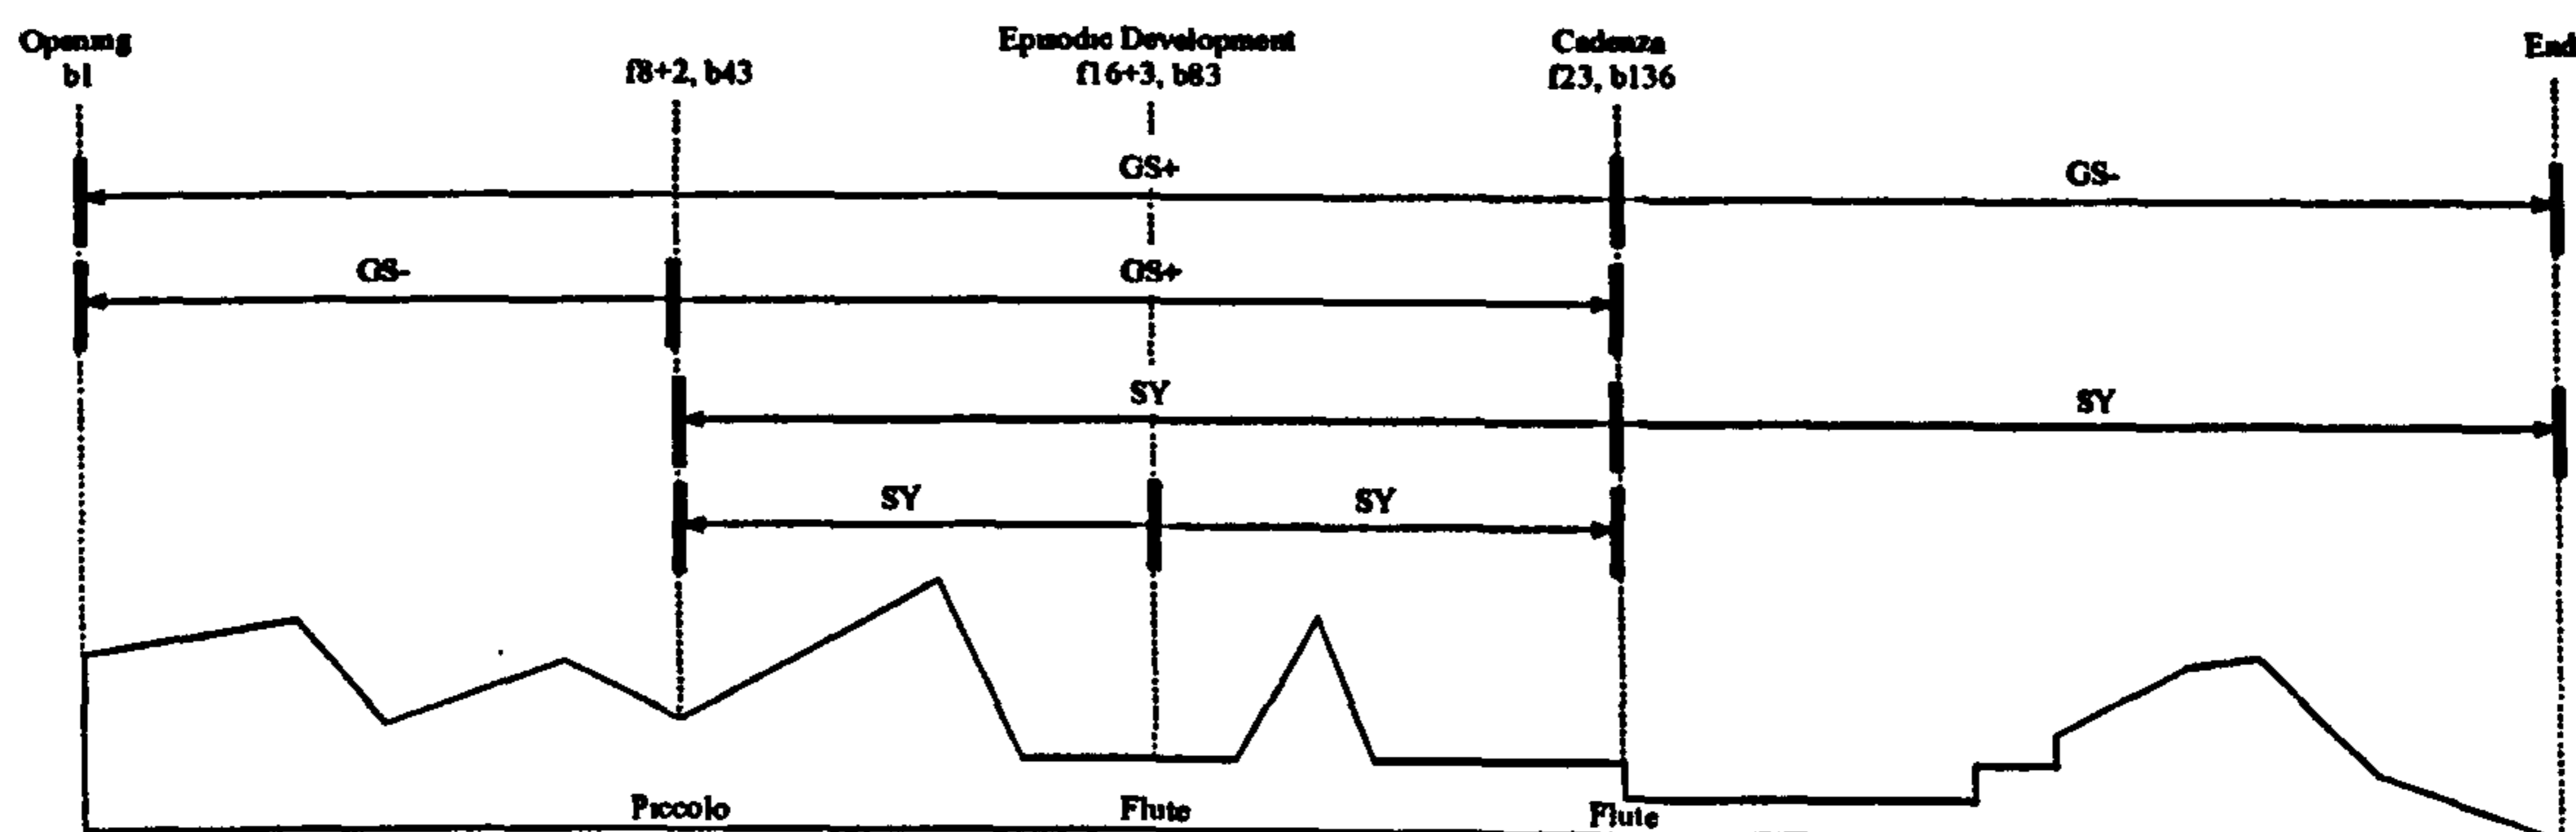 Opening
b1
f8+2, b43
Episodic Development
f16+3, b83
Cadenza
f23, b136
End
GS+
GS-
GS-
GS+
SY
SY
SY
SY
Piccolo
Flute
Flute